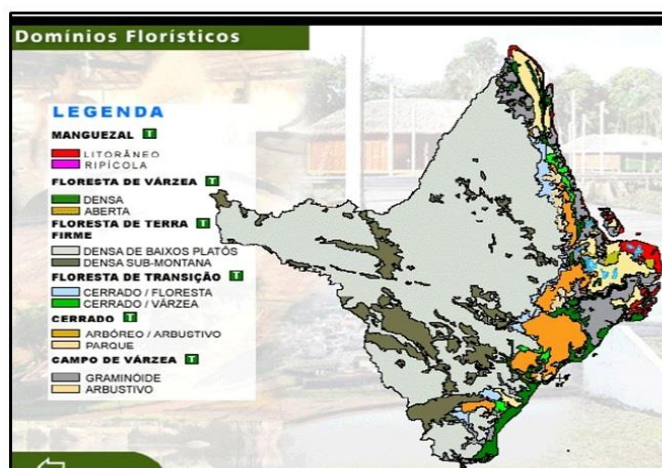 Domínios Florísticos
LEGENDA
MANGUEZAL T
LITORÂNEO
RIPÍCOLA
FLORESTA DE VÁRZEA T
DENSA
ABERTA
FLORESTA DE TERRA T
FIRME
DENSA DE BAIXOS PLATÓS
DENSA SUB-MONTANA
FLORESTA DE TRANSIÇÃO T
CERRADO / FLORESTA
CERRADO / VÁRZEA
CERRADO T
ARBÓREO / ARBUSTIVO
PARQUE
CAMPO DE VÁRZEA T
GRAMINÓIDE
ARBUSTIVO